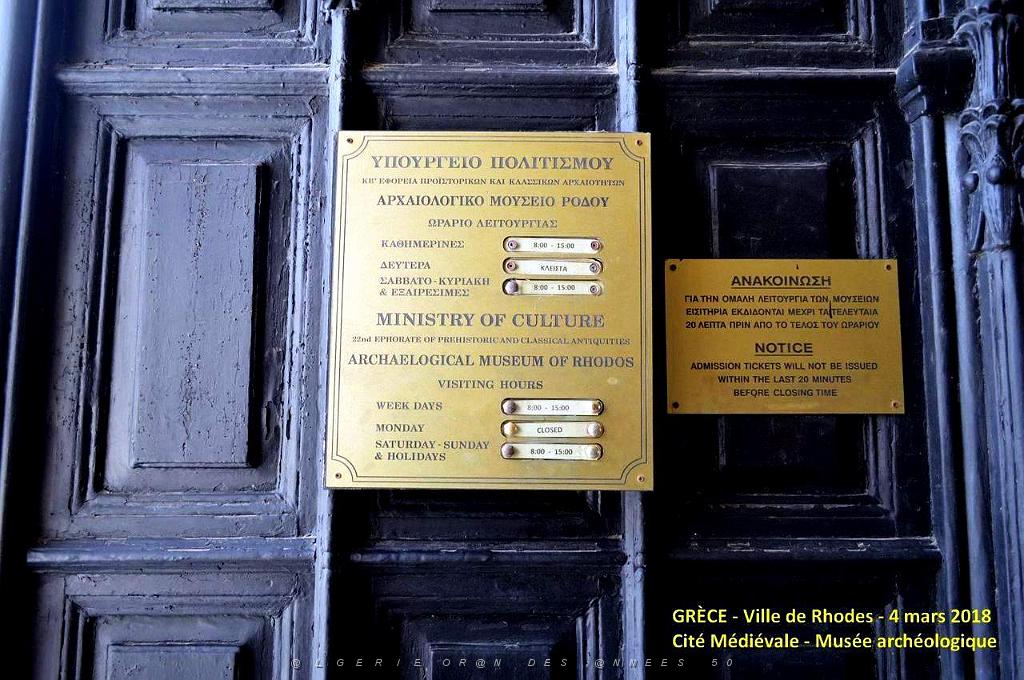 ΥΠΟΥΡΓΕΙΟ ΠΟΛΙΤΙΣΜΟΥ
ΚΒ' ΕΦΟΡΕΙΑ ΠΡΟΪΣΤΟΡΙΚΩΝ ΚΑΙ ΚΛΑΣΣΙΚΩΝ ΑΡΧΑΙΟΤΗΤΩΝ
ΑΡΧΑΙΟΛΟΓΙΚΟ ΜΟΥΣΕΙΟ ΡΟΔΟΥ
ΩΡΑΡΙΟ ΛΕΙΤΟΥΡΓΙΑΣ
ΚΑΘΗΜΕΡΙΝΕΣ 8:00 - 15:00
ΔΕΥΤΕΡΑ ΚΛΕΙΣΤΑ
ΣΑΒΒΑΤΟ - ΚΥΡΙΑΚΗ
& ΕΞΑΙΡΕΣΙΜΕΣ 8:00 - 15:00
MINISTRY OF CULTURE
22nd EPHORATE OF PREHISTORIC AND CLASSICAL ANTIQUITIES
ARCHAELOGICAL MUSEUM OF RHODOS
VISITING HOURS
WEEK DAYS 8:00 - 15:00
MONDAY CLOSED
SATURDAY - SUNDAY
& HOLIDAYS 8:00 - 15:00
ΑΝΑΚΟΙΝΩΣΗ
ΓΙΑ ΤΗΝ ΟΜΑΛΗ ΛΕΙΤΟΥΡΓΙΑ ΤΩΝ ΜΟΥΣΕΙΩΝ
ΕΙΣΙΤΗΡΙΑ ΕΚΔΙΔΟΝΤΑΙ ΜΕΧΡΙ ΤΑ ΤΕΛΕΥΤΑΙΑ
20 ΛΕΠΤΑ ΠΡΙΝ ΑΠΟ ΤΟ ΤΕΛΟΣ ΤΟΥ ΩΡΑΡΙΟΥ
NOTICE
ADMISSION TICKETS WILL NOT BE ISSUED
WITHIN THE LAST 20 MINUTES
BEFORE CLOSING TIME
GRÈCE - Ville de Rhodes - 4 mars 2018
Cité Médiévale - Musée archéologique
@LGERIE OR@N DES @NNEES 50